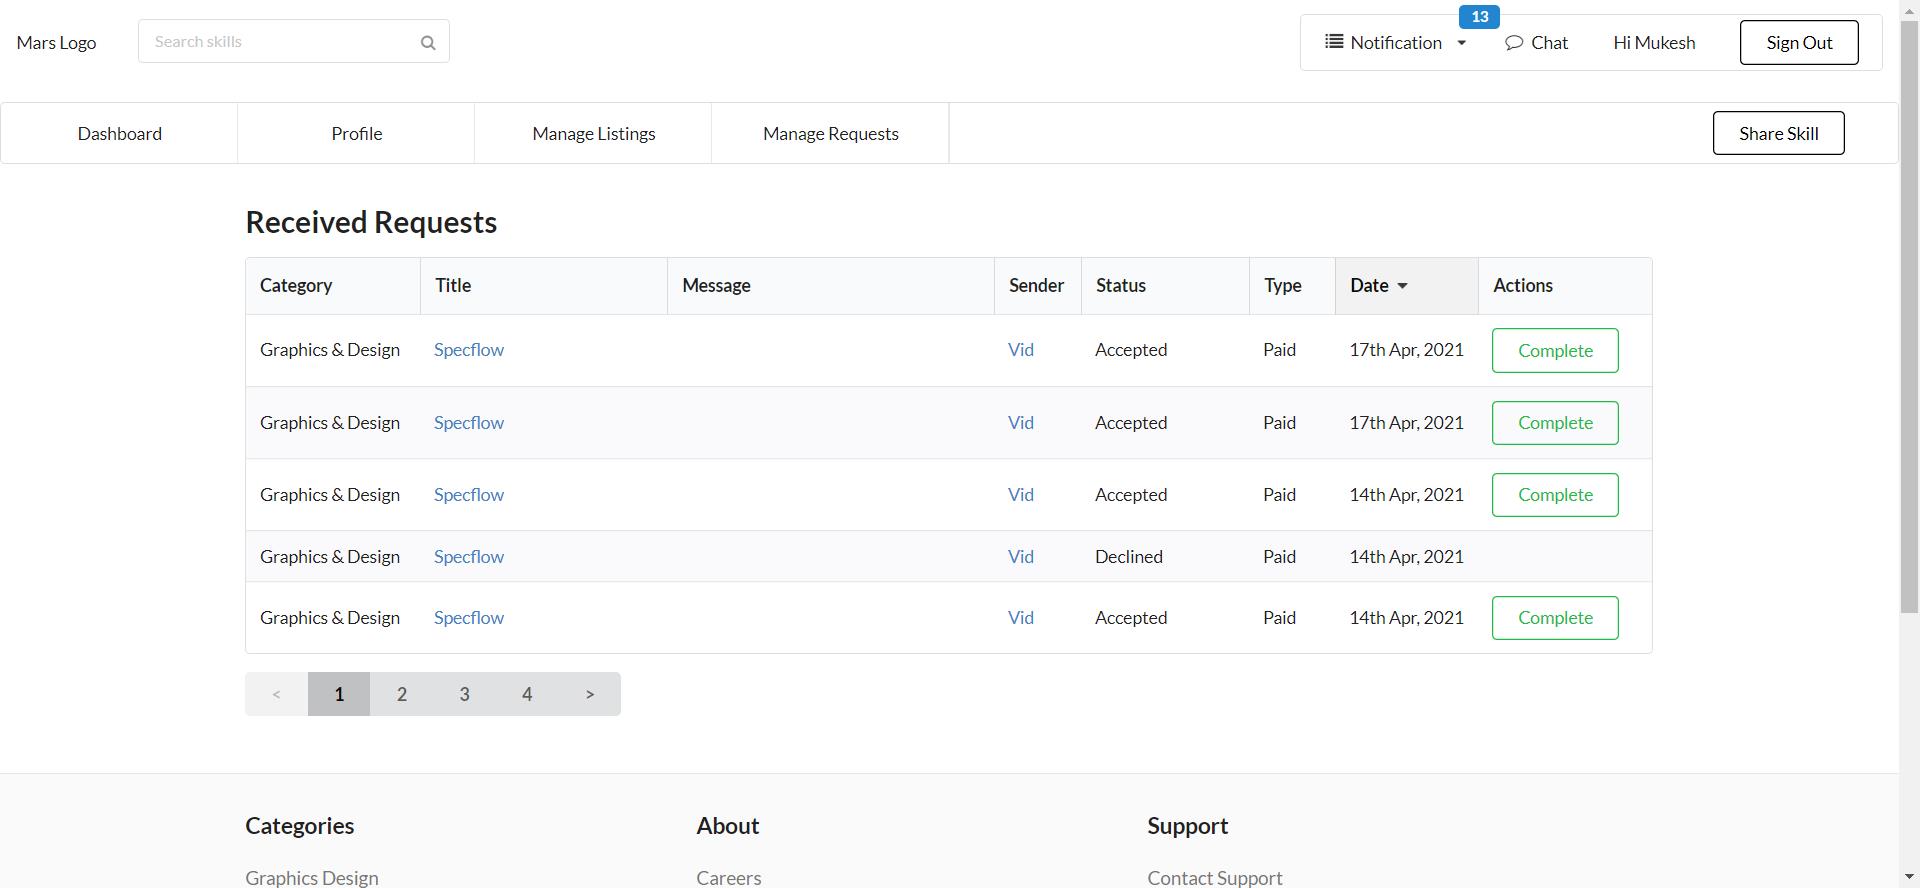 Mars Logo
Search skills
13
Notification
Chat
Hi Mukesh
Sign Out
Dashboard
Profile
Manage Listings
Manage Requests
Share Skill
Received Requests
Category Title Message Sender Status Type Date Actions
Graphics & Design Specflow Vid Accepted Paid 17th Apr, 2021 Complete
Graphics & Design Specflow Vid Accepted Paid 17th Apr, 2021 Complete
Graphics & Design Specflow Vid Accepted Paid 14th Apr, 2021 Complete
Graphics & Design Specflow Vid Declined Paid 14th Apr, 2021
Graphics & Design Specflow Vid Accepted Paid 14th Apr, 2021 Complete
< 1 2 3 4 >
Categories About Support
Graphics Design Careers Contact Support